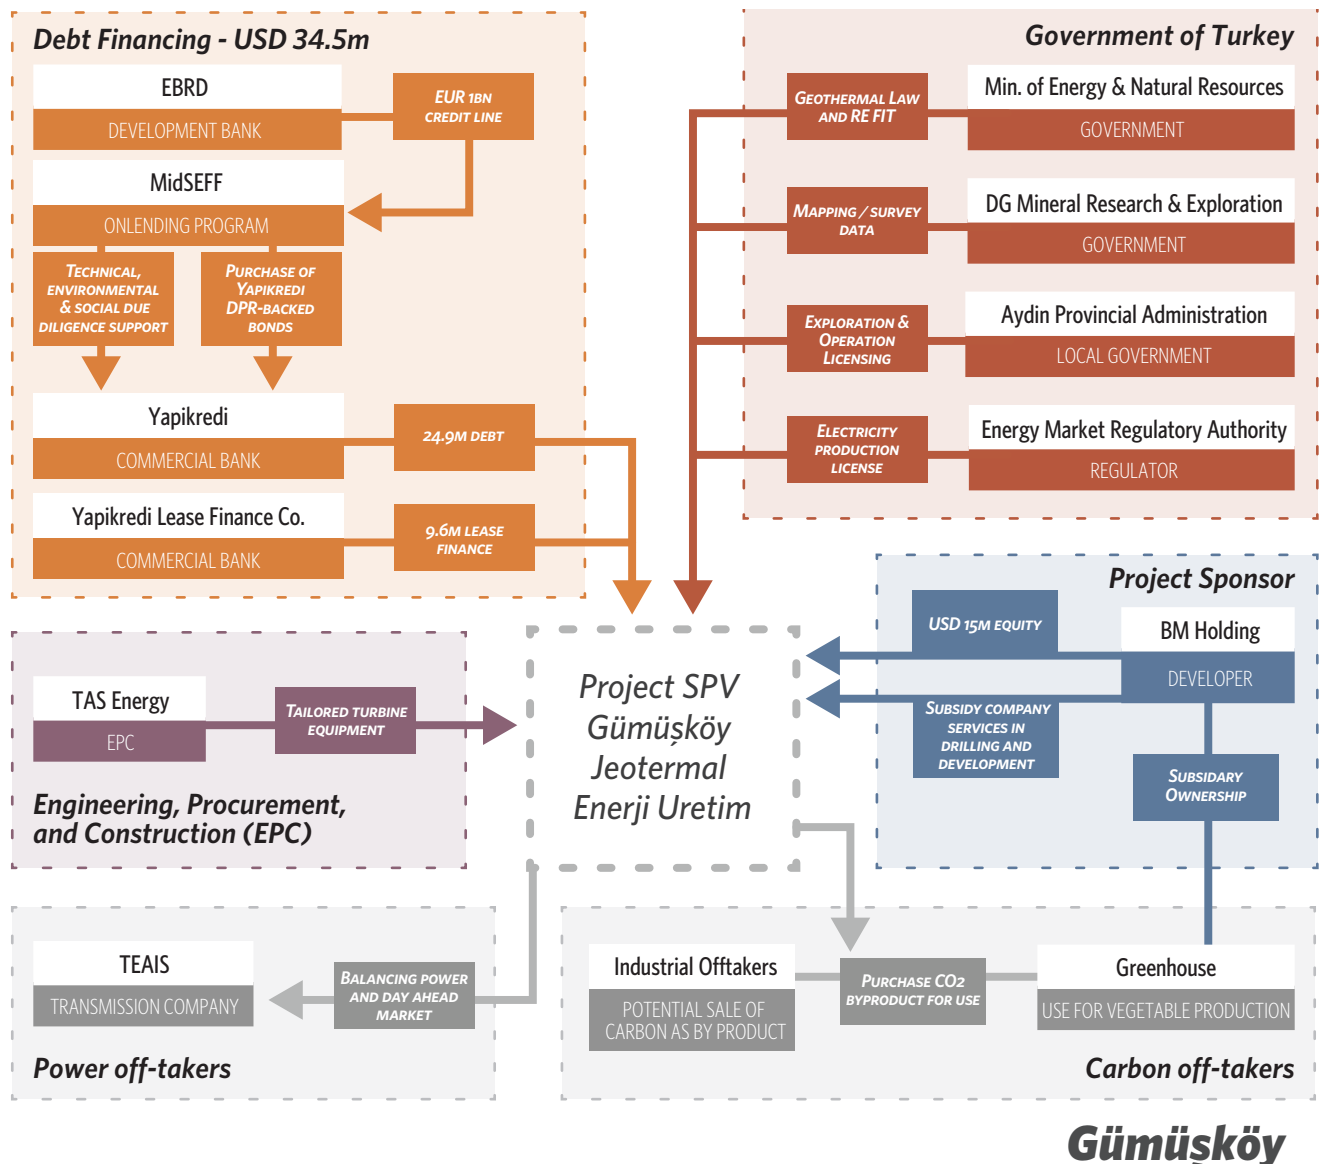 Debt Financing - USD 34.5m
EBRD
DEVELOPMENT BANK
EUR 1BN
CREDIT LINE
MidSEFF
ONLENDING PROGRAM
TECHNICAL,
ENVIRONMENTAL
& SOCIAL DUE
DILIGENCE SUPPORT
PURCHASE OF
YAPIKREDI
DPR-BACKED
BONDS
Yapikredi
COMMERCIAL BANK
24.9M DEBT
Yapikredi Lease Finance Co.
COMMERCIAL BANK
9.6M LEASE
FINANCE
Government of Turkey
GEOTHERMAL LAW
AND RE FIT
Min. of Energy & Natural Resources
GOVERNMENT
MAPPING / SURVEY
DATA
DG Mineral Research & Exploration
GOVERNMENT
EXPLORATION &
OPERATION
LICENSING
Aydin Provincial Administration
LOCAL GOVERNMENT
ELECTRICITY
PRODUCTION
LICENSE
Energy Market Regulatory Authority
REGULATOR
Project Sponsor
USD 15M EQUITY
BM Holding
DEVELOPER
SUBSIDY COMPANY
SERVICES IN
DRILLING AND
DEVELOPMENT
SUBSIDARY
OWNERSHIP
TAS Energy
EPC
TAILORED TURBINE
EQUIPMENT
Engineering, Procurement,
and Construction (EPC)
Project SPV
Gümüşköy
Jeotermal
Enerji Uretim
TEAIS
TRANSMISSION COMPANY
BALANCING POWER
AND DAY AHEAD
MARKET
Power off-takers
Industrial Offtakers
POTENTIAL SALE OF
CARBON AS BY PRODUCT
PURCHASE CO2
BYPRODUCT FOR USE
Greenhouse
USE FOR VEGETABLE PRODUCTION
Carbon off-takers
Gümüşköy